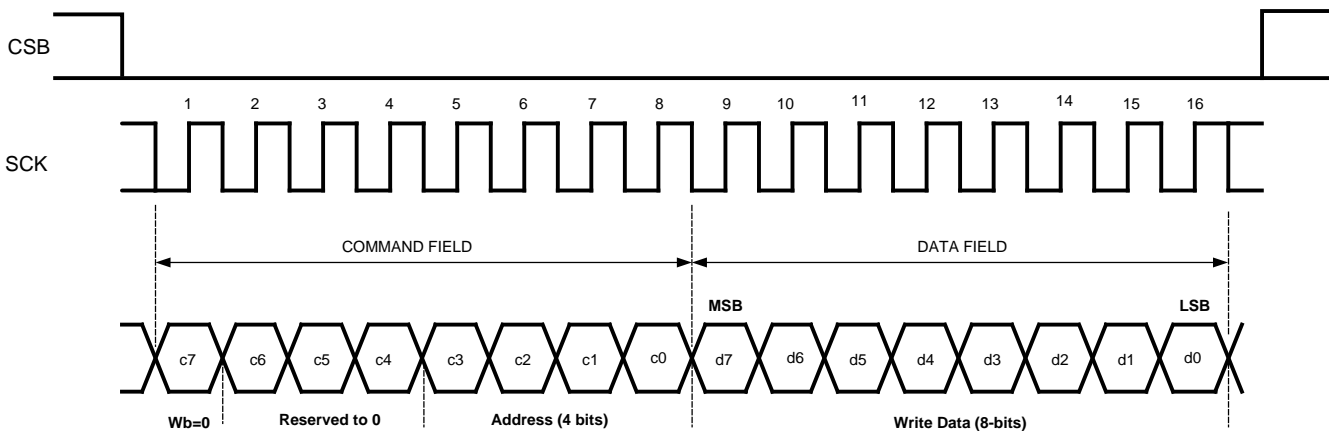 CSB
1 2 3 4 5 6 7 8 9 10 11 12 13 14 15 16
SCK
COMMAND FIELD DATA FIELD
MSB LSB
c7 c6 c5 c4 c3 c2 c1 c0 d7 d6 d5 d4 d3 d2 d1 d0
Wb=0 Reserved to 0 Address (4 bits) Write Data (8-bits)